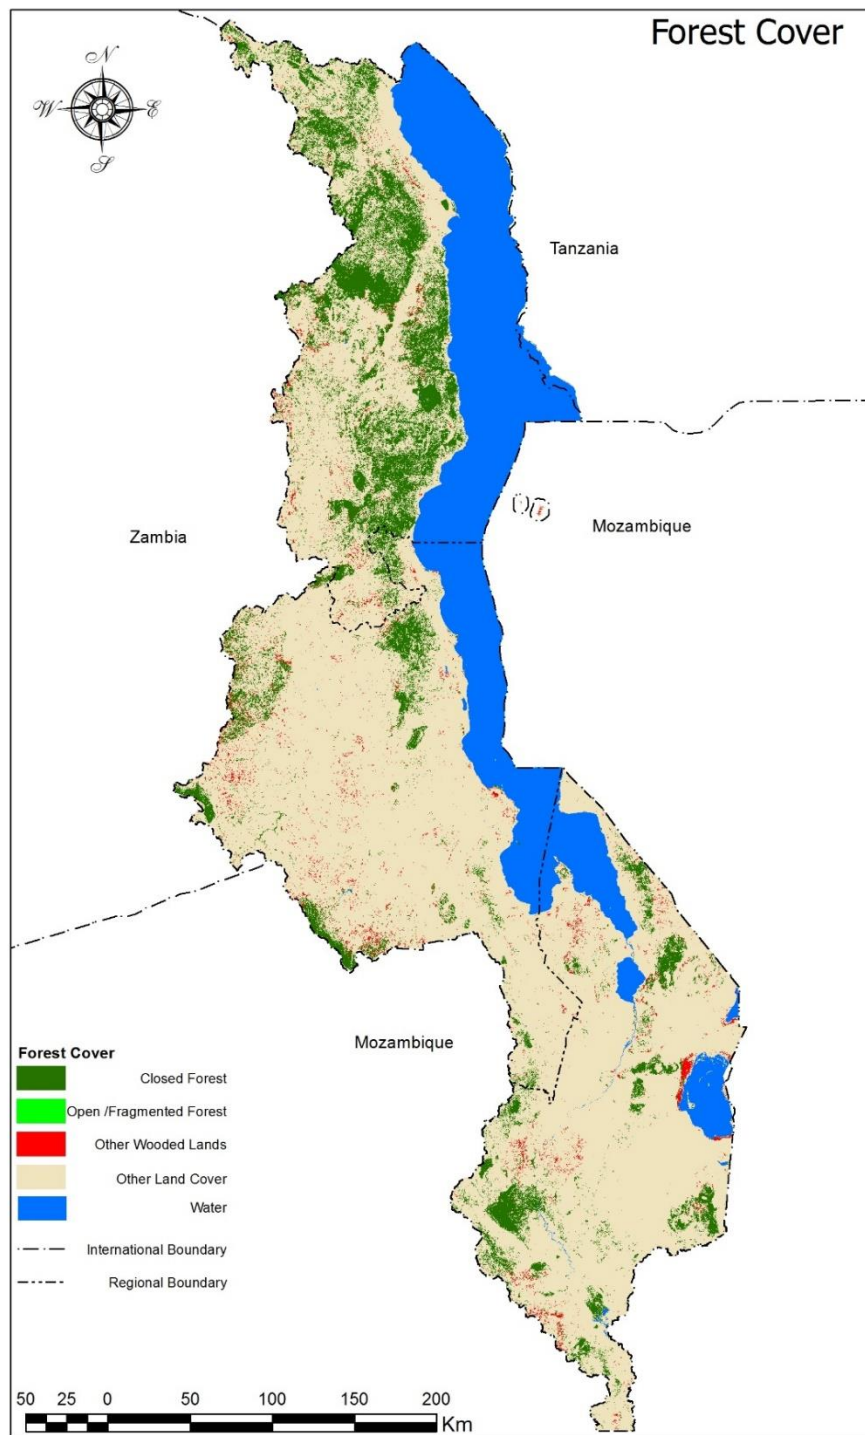 Forest Cover
N
W E
S
Tanzania
Zambia
Mozambique
Mozambique
Forest Cover
Closed Forest
Open /Fragmented Forest
Other Wooded Lands
Other Land Cover
Water
International Boundary
Regional Boundary
50 25 0 50 100 150 200
Km